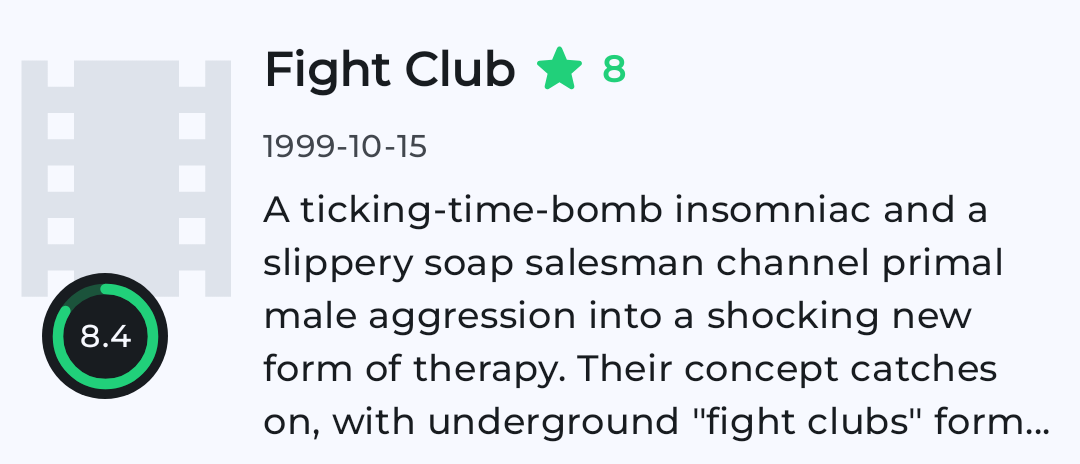 Fight Club 8
1999-10-15
A ticking-time-bomb insomniac and a
slippery soap salesman channel primal
male aggression into a shocking new
form of therapy. Their concept catches
on, with underground "fight clubs" form...
8.4